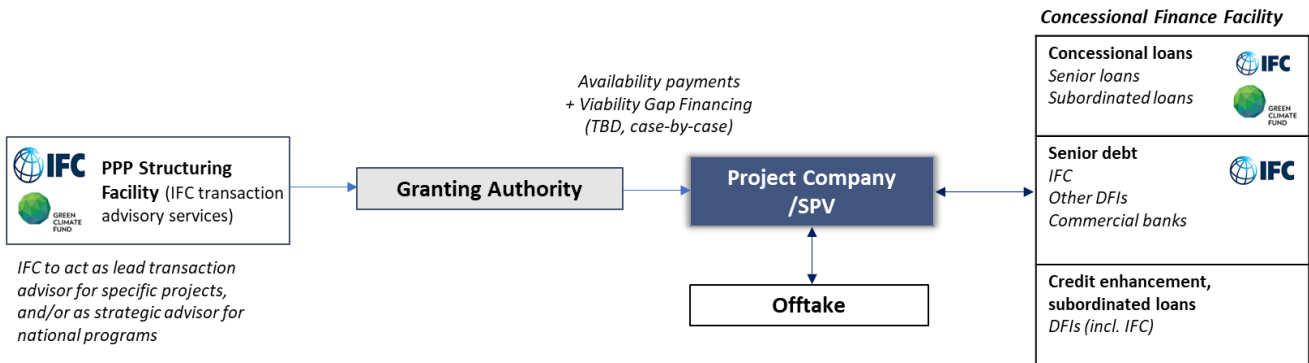 Concessional Finance Facility
Concessional loans
Senior loans
Subordinated loans
IFC
GREEN
CLIMATE
FUND
Availability payments
+ Viability Gap Financing
(TBD, case-by-case)
IFC
GREEN
CLIMATE
FUND
PPP Structuring
Facility (IFC transaction
advisory services)
Granting Authority
Project Company
/SPV
Senior debt
IFC
Other DFIs
Commercial banks
IFC
IFC to act as lead transaction
advisor for specific projects,
and/or as strategic advisor for
national programs
Offtake
Credit enhancement,
subordinated loans
DFIs (incl. IFC)